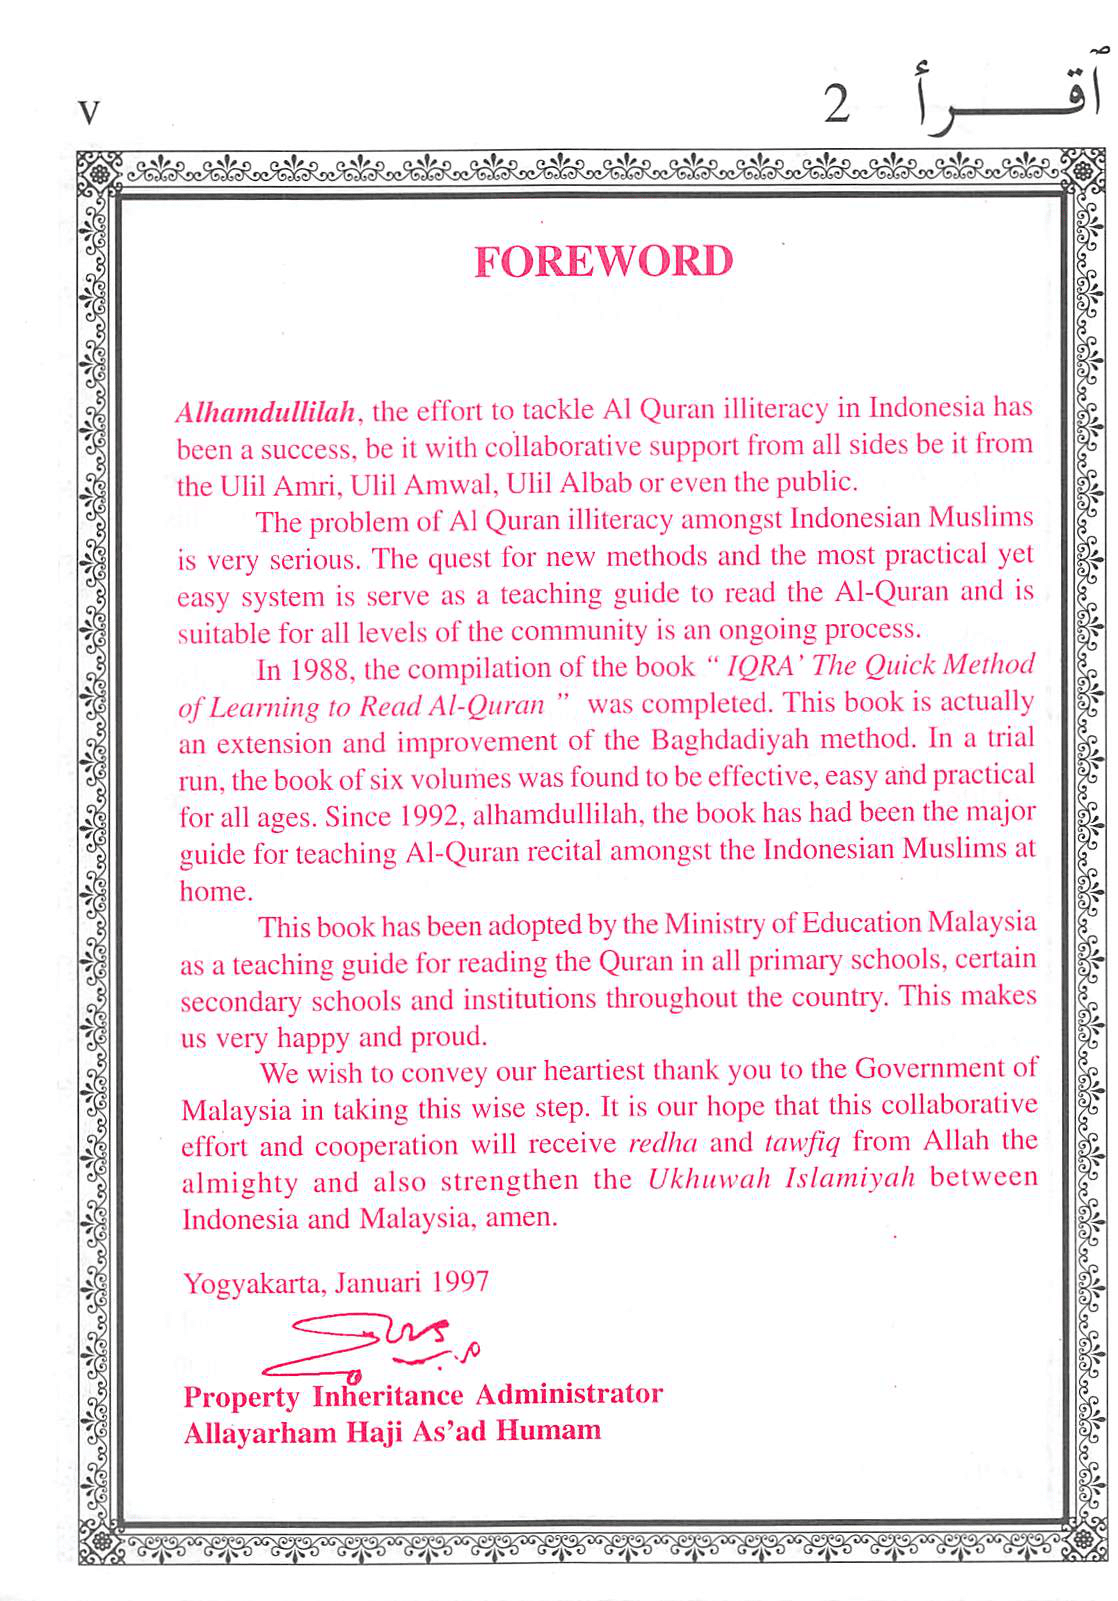 V
2 ٱقـــــرأ
FOREWORD
Alhamdullilah, the effort to tackle Al Quran illiteracy in Indonesia has
been a success, be it with collaborative support from all sides be it from
the Ulil Amri, Ulil Amwal, Ulil Albab or even the public.
The problem of Al Quran illiteracy amongst Indonesian Muslims
is very serious. The quest for new methods and the most practical yet
easy system is serve as a teaching guide to read the Al-Quran and is
suitable for all levels of the community is an ongoing process.
In 1988, the compilation of the book “ IQRA’ The Quick Method
of Learning to Read Al-Quran ” was completed. This book is actually
an extension and improvement of the Baghdadiyah method. In a trial
run, the book of six volumes was found to be effective, easy and practical
for all ages. Since 1992, alhamdullilah, the book has had been the major
guide for teaching Al-Quran recital amongst the Indonesian Muslims at
home.
This book has been adopted by the Ministry of Education Malaysia
as a teaching guide for reading the Quran in all primary schools, certain
secondary schools and institutions throughout the country. This makes
us very happy and proud.
We wish to convey our heartiest thank you to the Government of
Malaysia in taking this wise step. It is our hope that this collaborative
effort and cooperation will receive redha and tawfiq from Allah the
almighty and also strengthen the Ukhuwah Islamiyah between
Indonesia and Malaysia, amen.
Yogyakarta, Januari 1997
Property Inheritance Administrator
Allayarham Haji As’ad Humam